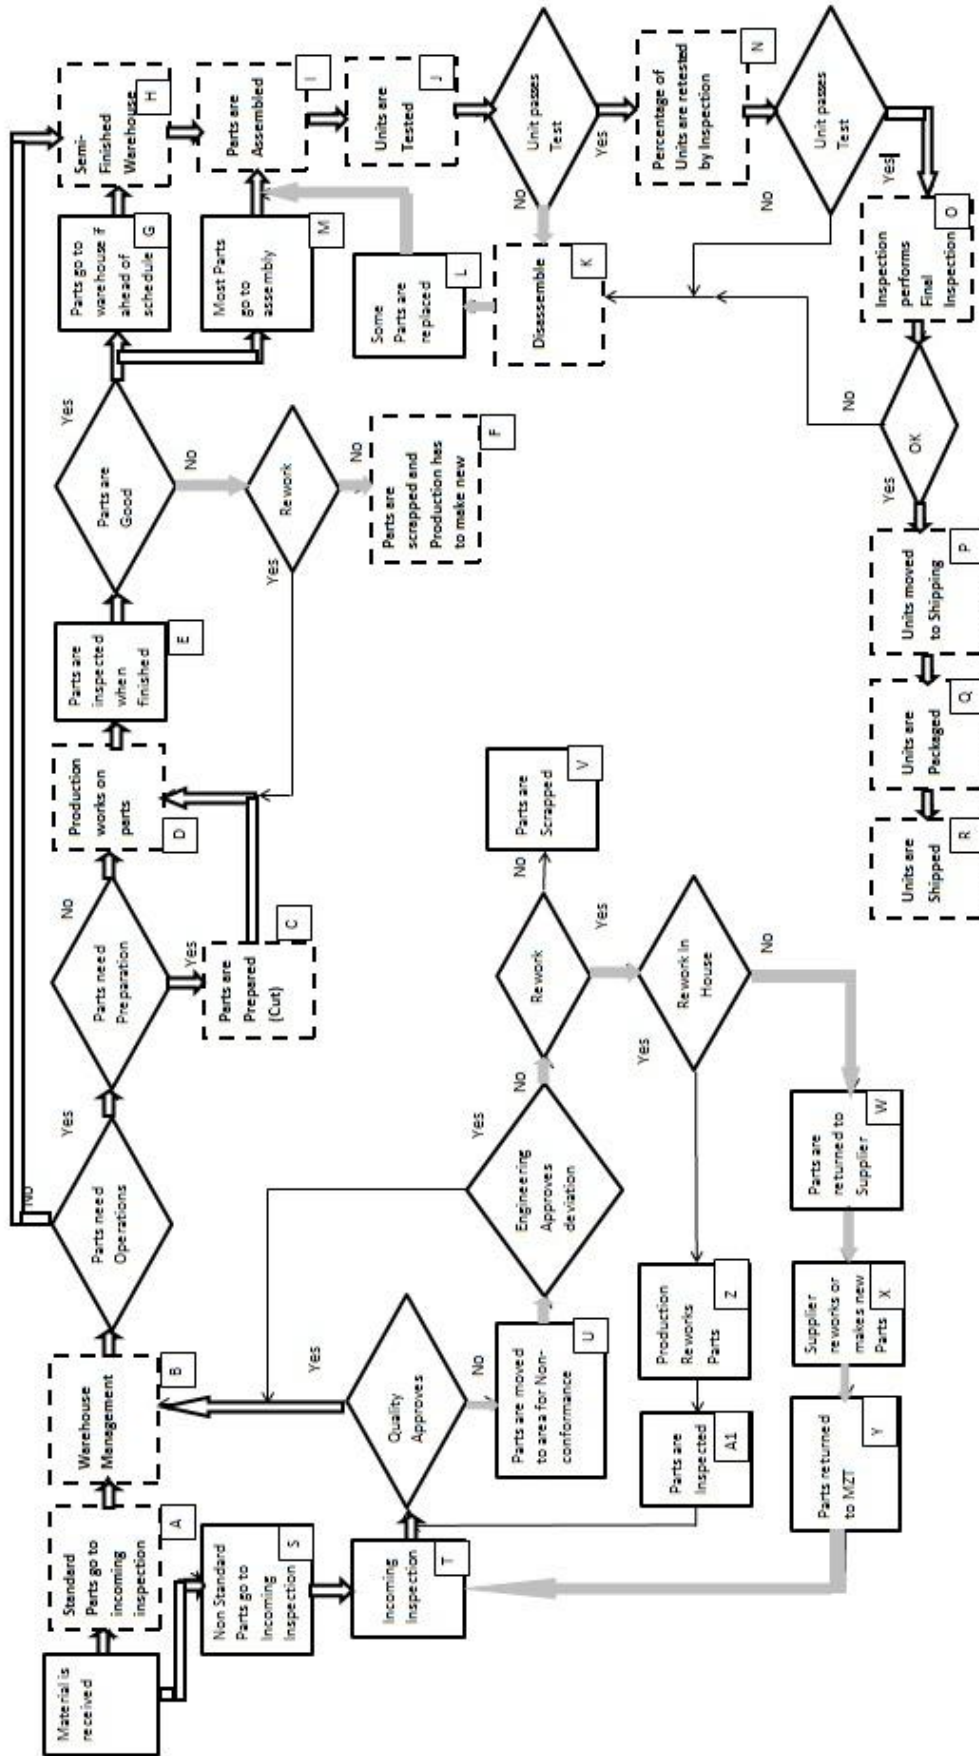 Material is
received
Standard
Parts go to
incoming
inspection
A
Warehouse
Management
B
Parts need
Operations
Yes
No
Parts need
Preparation
No
Yes
Parts are
Prepared
(Cut)
C
Production
works on
parts
D
Parts are
inspected
when
finished
E
Parts are
Good
Yes
No
Rework
Yes
No
Parts are
scrapped and
Production has
to make new
F
Parts go to
warehouse if
ahead of
schedule
G
Semi-
Finished
Warehouse
H
Most Parts
go to
assembly
M
Parts are
Assembled
I
Units are
Tested
J
Some
Parts are
replaced
L
Disassemble
K
Unit passes
Test
No
Yes
Percentage of
Units are retested
by Inspection
N
Unit passes
Test
No
Yes
Inspection
performs
Final
Inspection
O
OK
No
Yes
Units moved
to Shipping
P
Units are
Packaged
Q
Units are
Shipped
R
Non Standard
Parts go to
Incoming
Inspection
S
Incoming
Inspection
T
Quality
Approves
Yes
No
Parts are moved
to area for Non-
conformance
U
Engineering
Approves
deviation
Yes
No
Rework
No
Yes
Parts are
Scrapped
V
Rework In
House
Yes
No
Production
Reworks
Parts
Z
Parts are
Inspected
A1
Parts are
returned to
Supplier
W
Supplier
reworks or
makes new
Parts
X
Parts returned
to MZT
Y